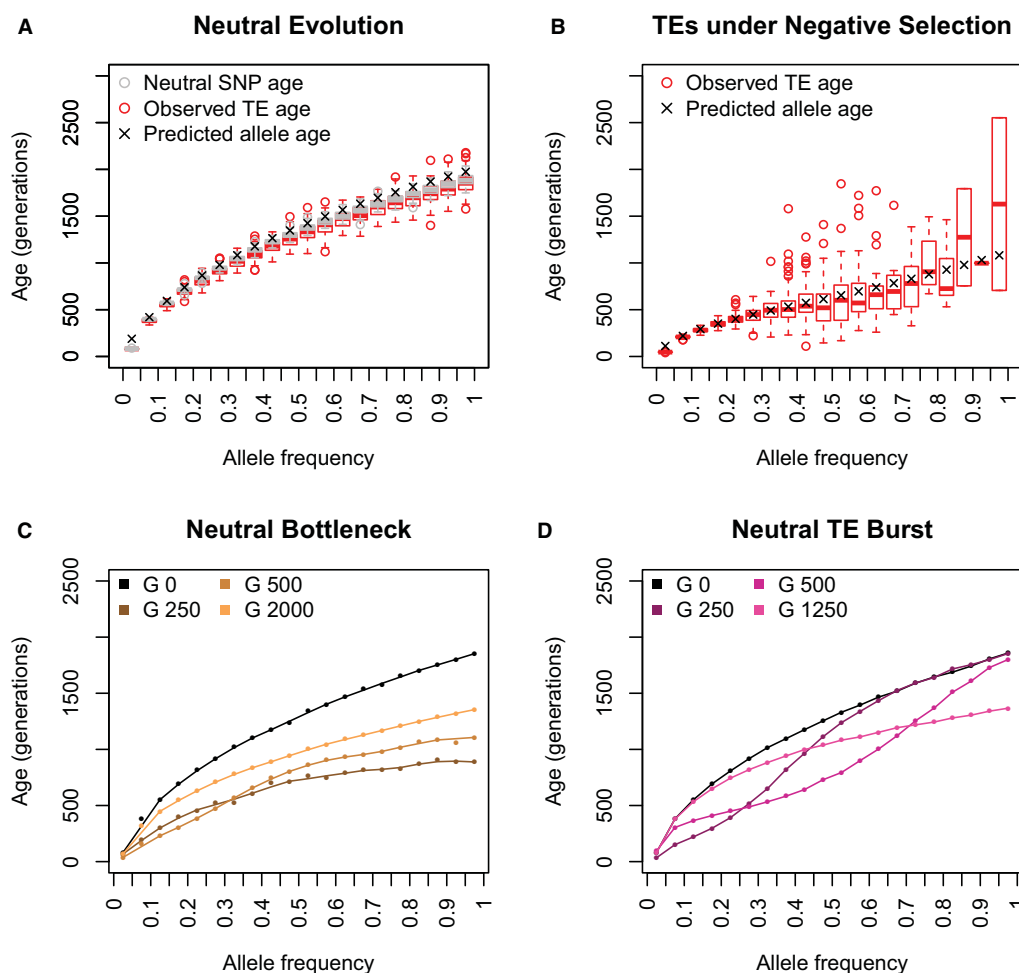 A Neutral Evolution
Neutral SNP age
Observed TE age
Predicted allele age
Age (generations)
0 500 1500 2500
0 0.1 0.2 0.3 0.4 0.5 0.6 0.7 0.8 0.9 1
Allele frequency
B TEs under Negative Selection
Observed TE age
Predicted allele age
Age (generations)
0 500 1500 2500
0 0.1 0.2 0.3 0.4 0.5 0.6 0.7 0.8 0.9 1
Allele frequency
C Neutral Bottleneck
G 0 G 500
G 250 G 2000
Age (generations)
0 500 1500 2500
0 0.1 0.2 0.3 0.4 0.5 0.6 0.7 0.8 0.9 1
Allele frequency
D Neutral TE Burst
G 0 G 500
G 250 G 1250
Age (generations)
0 500 1500 2500
0 0.1 0.2 0.3 0.4 0.5 0.6 0.7 0.8 0.9 1
Allele frequency